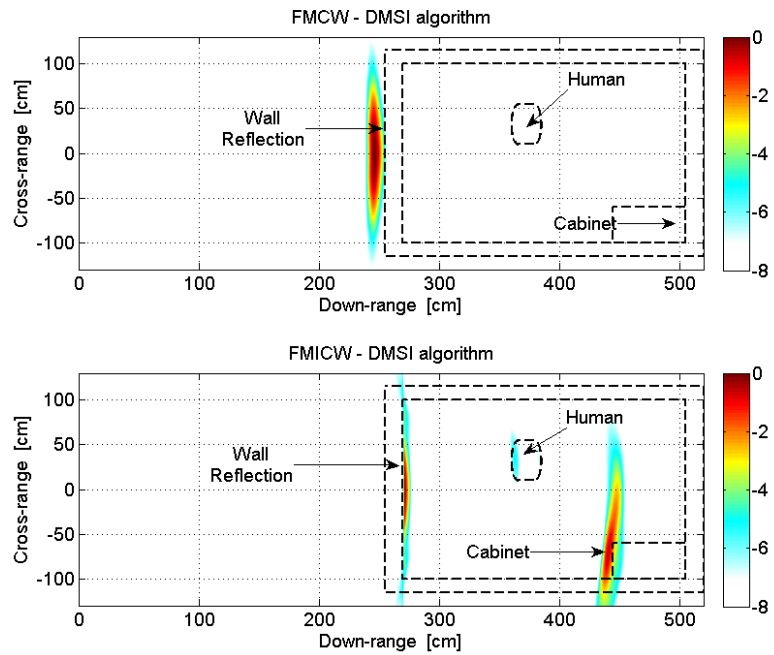 FMCW - DMSI algorithm
100
50
0
-50
-100
Cross-range [cm]
Wall
Reflection
Human
Cabinet
0
100
200
300
400
500
Down-range [cm]
0
-2
-4
-6
-8
FMICW - DMSI algorithm
100
50
0
-50
-100
Cross-range [cm]
Wall
Reflection
Human
Cabinet
0
100
200
300
400
500
Down-range [cm]
0
-2
-4
-6
-8